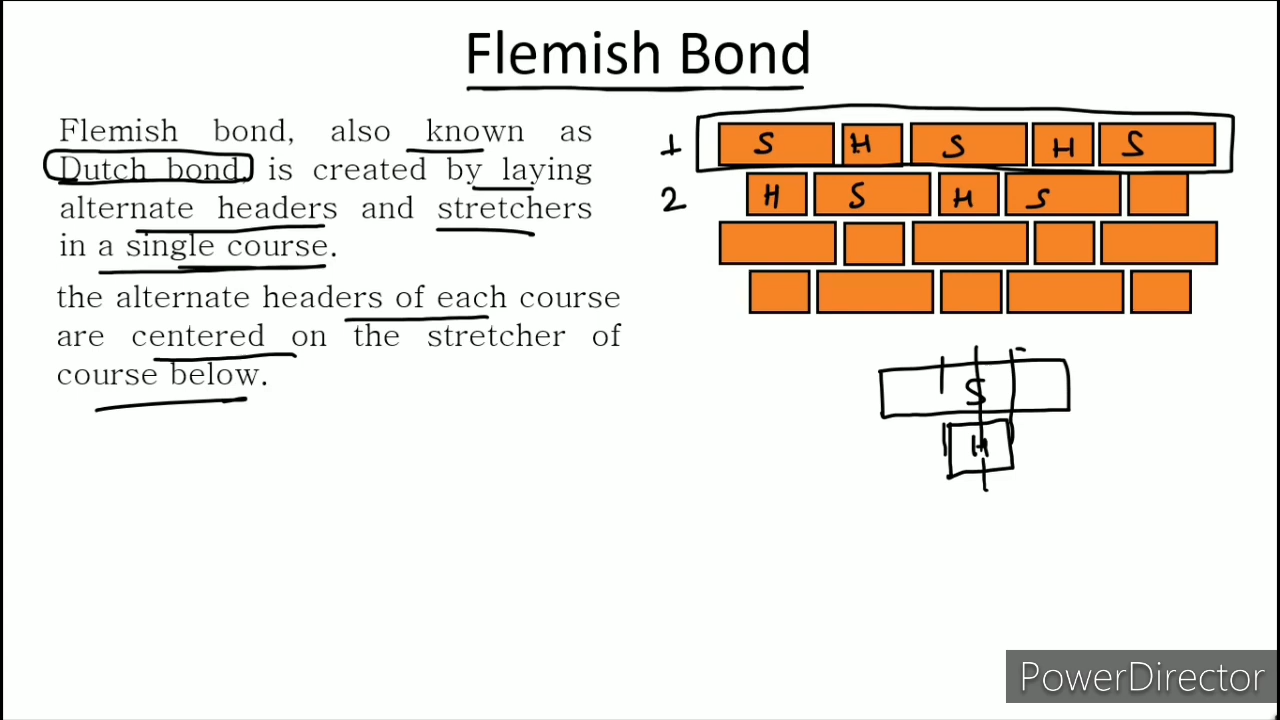 Flemish Bond
Flemish bond, also known as
Dutch bond, is created by laying
alternate headers and stretchers
in a single course.
the alternate headers of each course
are centered on the stretcher of
course below.
1 S H S H S
2 H S H S
S
H
PowerDirector